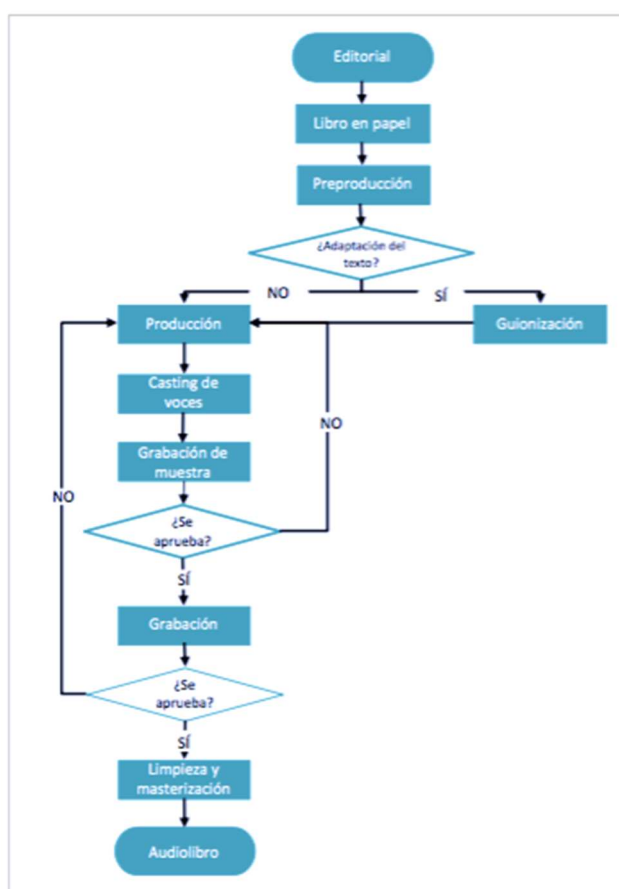 Editorial
Libro en papel
Preproducción
¿Adaptación del
texto?
NO
SÍ
Producción
Guionización
Casting de
voces
NO
Grabación de
muestra
NO
¿Se
aprueba?
SÍ
Grabación
¿Se
aprueba?
SÍ
Limpieza y
masterización
Audiolibro